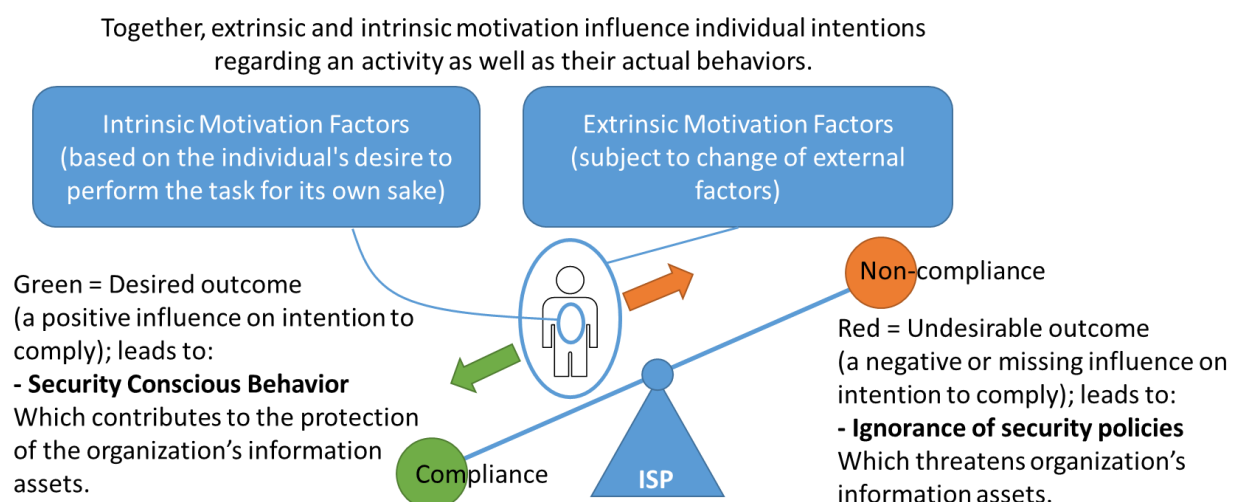 Together, extrinsic and intrinsic motivation influence individual intentions
regarding an activity as well as their actual behaviors.
Intrinsic Motivation Factors
(based on the individual's desire to
perform the task for its own sake)
Extrinsic Motivation Factors
(subject to change of external
factors)
Green = Desired outcome
(a positive influence on intention to
comply); leads to:
- Security Conscious Behavior
Which contributes to the protection
of the organization’s information
assets.
Compliance
ISP
Non-compliance
Red = Undesirable outcome
(a negative or missing influence on
intention to comply); leads to:
- Ignorance of security policies
Which threatens organization’s
information assets.